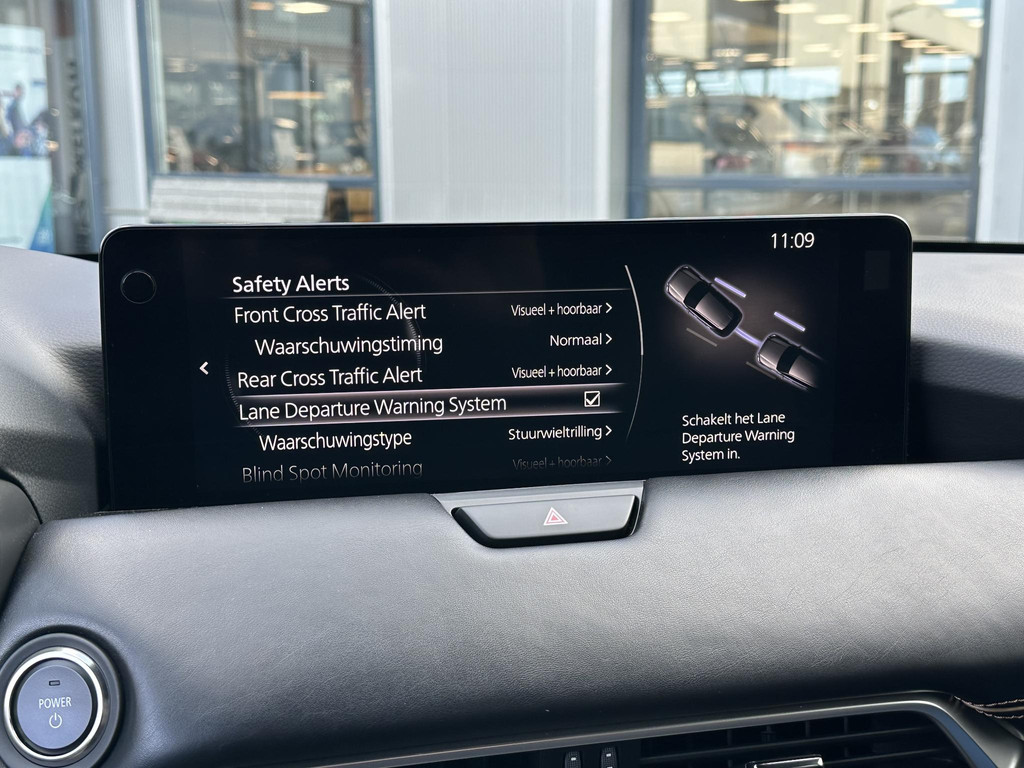 11:09
Safety Alerts
Front Cross Traffic Alert Visueel + hoorbaar >
Waarschuwingstiming Normaal >
Rear Cross Traffic Alert Visueel + hoorbaar >
Lane Departure Warning System
Waarschuwingstype Stuurwieltrilling >
Blind Spot Monitoring Visueel + hoorbaar >
Schakelt het Lane
Departure Warning
System in.
POWER